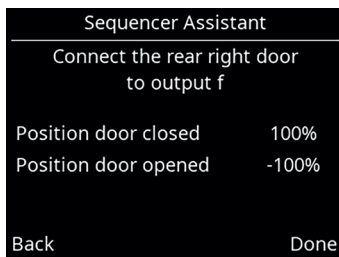 Sequencer Assistant
Connect the rear right door
to output f
Position door closed 100%
Position door opened -100%
Back Done